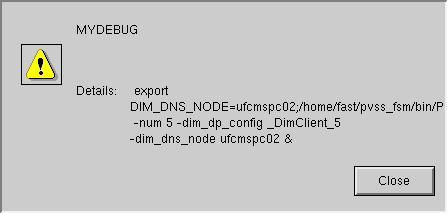 MYDEBUG
Details: export
DIM_DNS_NODE=ufcmspc02;/home/fast/pvss_fsm/bin/P
-num 5 -dim_dp_config _DimClient_5
-dim_dns_node ufcmspc02 &
Close